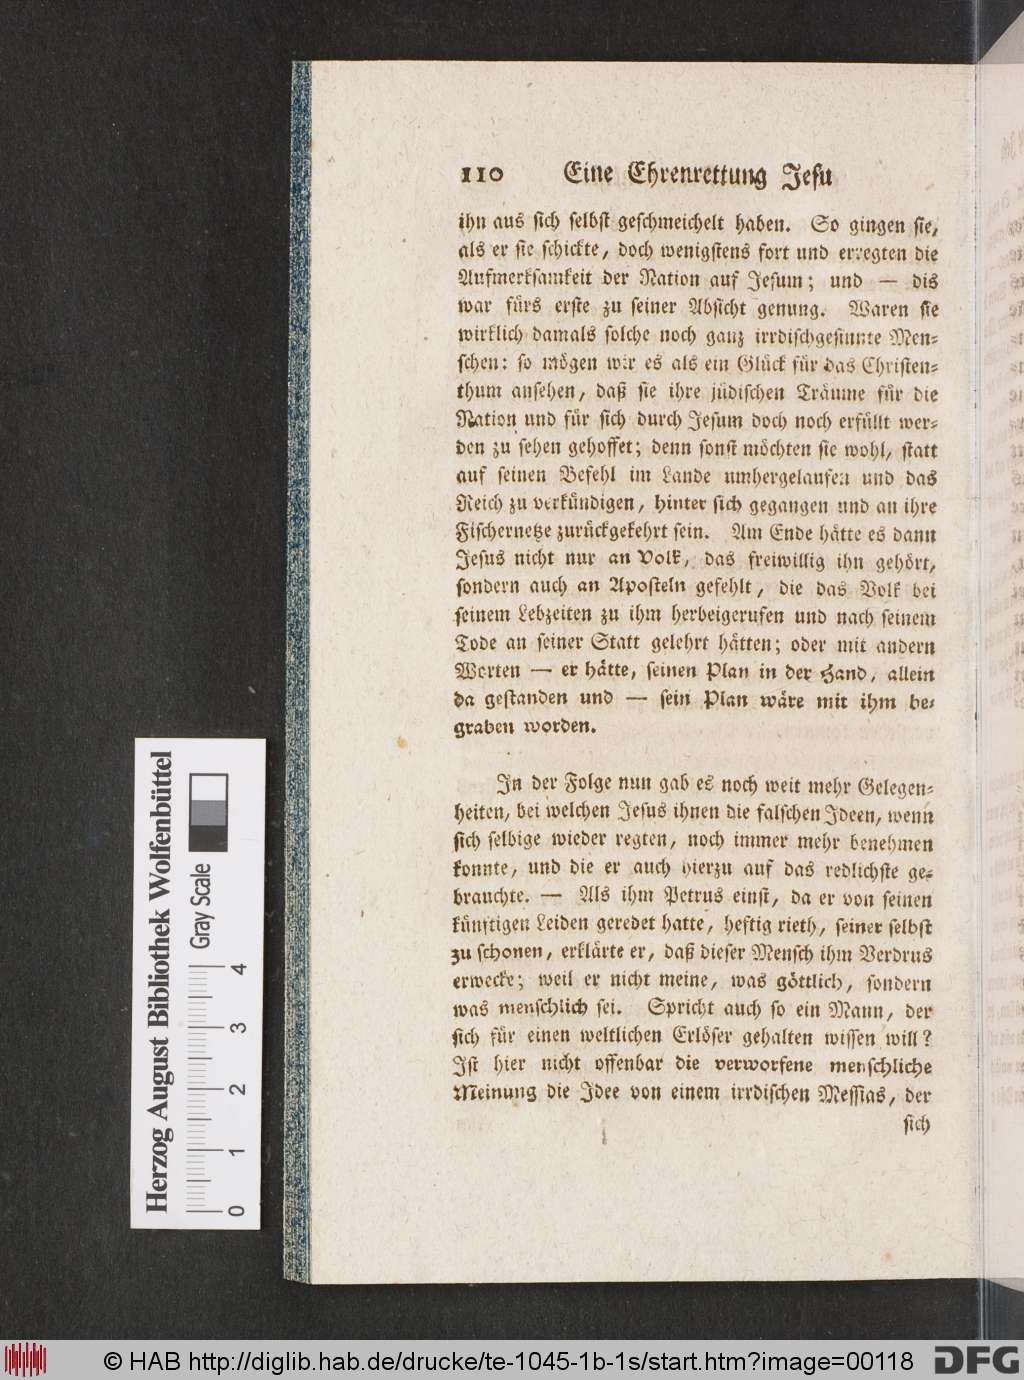 110 Eine Ehrenrettung Jesu
ihn aus sich selbst geschmeichelt haben. So gingen sie,
als er sie schickte, doch wenigstens fort und erregten die
Aufmerksamkeit der Nation auf Jesum; und — dis
war fürs erste zu seiner Absicht genung. Waren sie
wirklich damals solche noch ganz irrdischgesinnte Men-
schen: so mögen wir es als ein Glück für das Christen-
thum ansehen, daß sie ihre jüdischen Träume für die
Nation und für sich durch Jesum doch noch erfüllt wer-
den zu sehen gehoffet; denn sonst möchten sie wohl, statt
auf seinen Befehl im Lande umhergelaufen und das
Reich zu verkündigen, hinter sich gegangen und an ihre
Fischernetze zurückgekehrt sein. Am Ende hätte es dann
Jesus nicht nur an Volk, das freiwillig ihn gehört,
sondern auch an Aposteln gefehlt, die das Volk bei
seinem Lebzeiten zu ihm herbeigerufen und nach seinem
Tode an seiner Statt gelehrt hätten; oder mit andern
Worten — er hätte, seinen Plan in der Hand, allein
da gestanden und — sein Plan wäre mit ihm be-
graben worden.
In der Folge nun gab es noch weit mehr Gelegen-
heiten, bei welchen Jesus ihnen die falschen Ideen, wenn
sich selbige wieder regten, noch immer mehr benehmen
konnte, und die er auch hierzu auf das redlichste ge-
brauchte. — Als ihm Petrus einst, da er von seinen
künftigen Leiden geredet hatte, heftig rieth, seiner selbst
zu schonen, erklärte er, daß dieser Mensch ihm Verdrus
erwecke; weil er nicht meine, was göttlich, sondern
was menschlich sei. Spricht auch so ein Mann, der
sich für einen weltlichen Erlöser gehalten wissen will?
Ist hier nicht offenbar die verworfene menschliche
Meinung die Idee von einem irrdischen Messias, der
sich
Herzog August Bibliothek Wolfenbüttel
Gray Scale
0 1 2 3 4
© HAB http://diglib.hab.de/drucke/te-1045-1b-1s/start.htm?image=00118
DFG